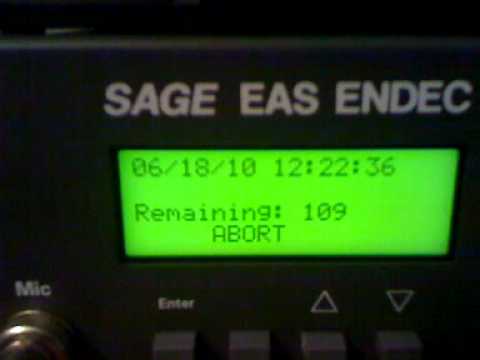 SAGE EAS ENDEC
06/18/10 12:22:36
Remaining: 109
ABORT
Mic
Enter